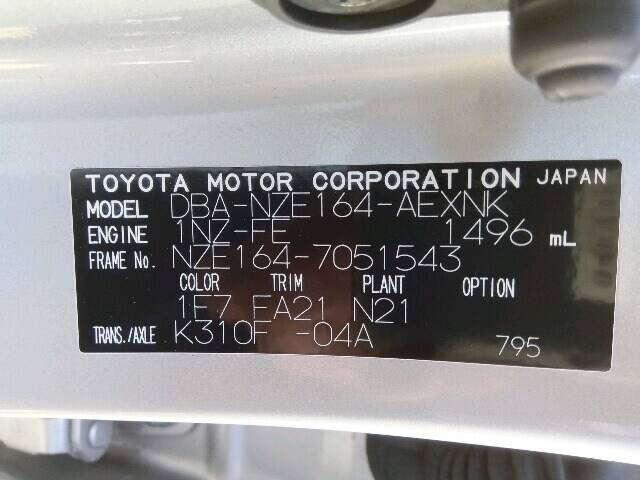 TOYOTA MOTOR CORPORATION JAPAN
MODEL DBA-NZE164-AEXNK
ENGINE 1NZ-FE 1496 mL
FRAME No. NZE164-7051543
COLOR TRIM PLANT OPTION
1F7 FA21 N21
TRANS./AXLE K310F -04A 795